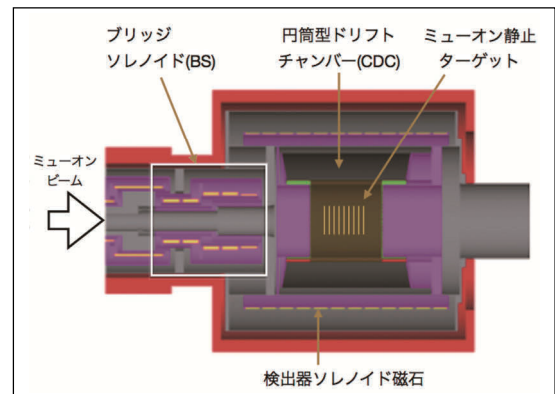 ブリッジ
ソレノイド(BS)
円筒型ドリフト
チャンバー(CDC)
ミューオン静止
ターゲット
ミューオン
ビーム
検出器ソレノイド磁石